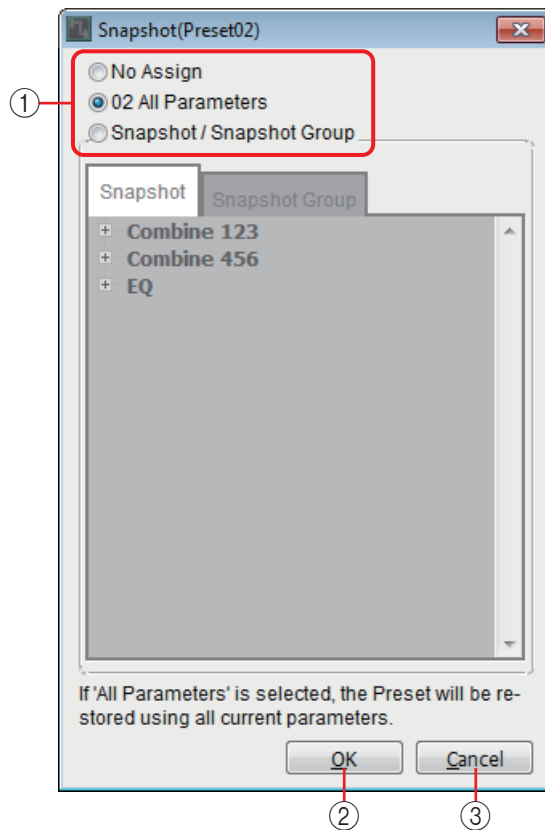 Snapshot(Preset02)
No Assign
① 02 All Parameters
Snapshot / Snapshot Group
Snapshot Snapshot Group
Combine 123
Combine 456
EQ
If 'All Parameters' is selected, the Preset will be re-
stored using all current parameters.
OK Cancel
② ③